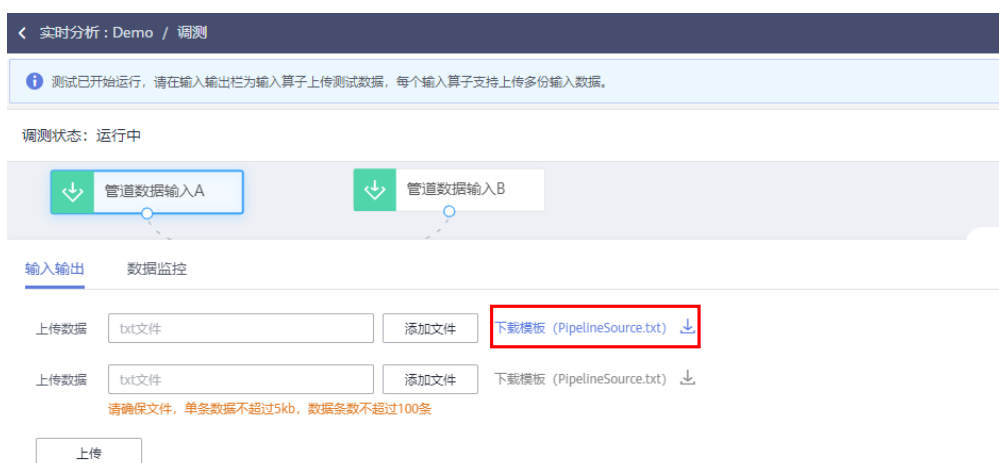 实时分析：Demo / 调测
测试已开始运行，请在输入输出栏为输入算子上传测试数据，每个输入算子支持上传多份输入数据。
调测状态：运行中
管道数据输入A 管道数据输入B
输入输出 数据监控
上传数据 txt文件 添加文件 下载模板（PipelineSource.txt）
上传数据 txt文件 添加文件 下载模板（PipelineSource.txt）
请确保文件，单条数据不超过5kb，数据条数不超过100条
上传